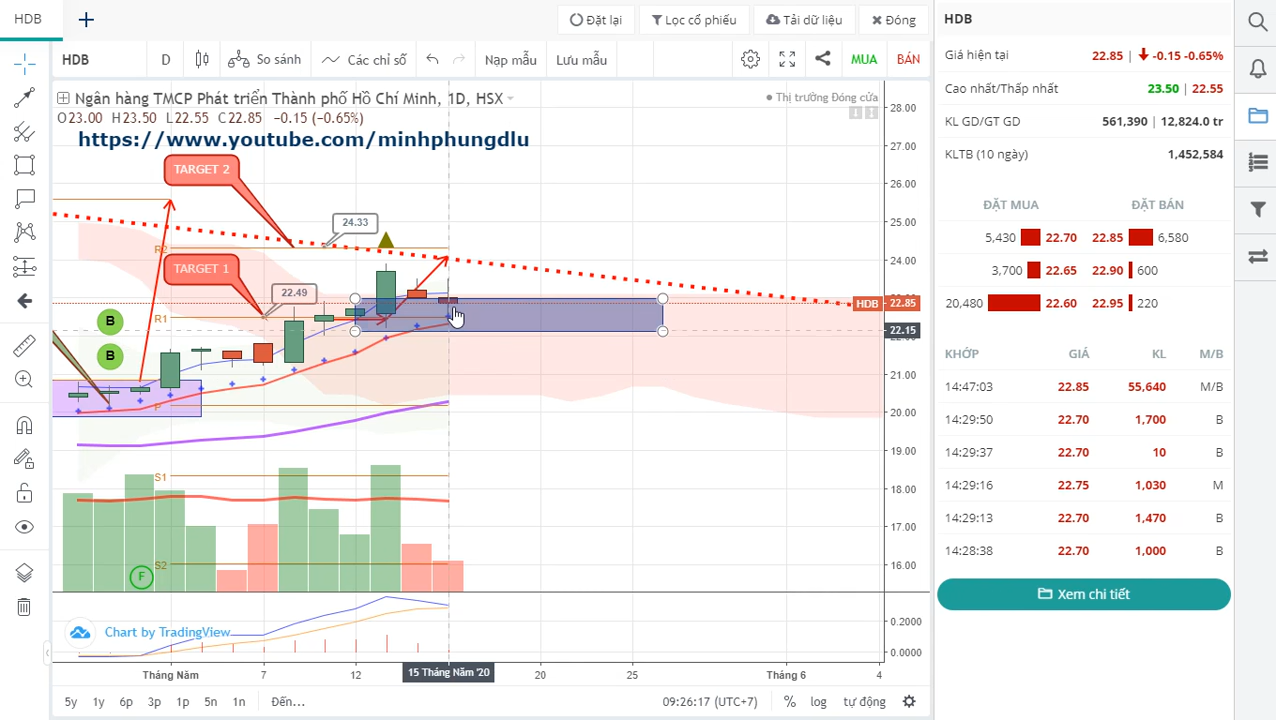 HDB
Đặt lại
Lọc cổ phiếu
Tải dữ liệu
Đóng
HDB
D
So sánh
Các chỉ số
Nạp mẫu
Lưu mẫu
MUA
BÁN
Ngân hàng TMCP Phát triển Thành phố Hồ Chí Minh, 1D, HSX
Thị trường Đóng cửa
O23.00 H23.50 L22.55 C22.85 −0.15 (−0.65%)
https://www.youtube.com/minhphungdlu
TARGET 2
24.33
R2
TARGET 1
22.49
R1
B
B
P
S1
S2
F
28.00
27.00
26.00
25.00
24.00
HDB 22.85
22.15
21.00
20.00
19.00
18.00
17.00
16.00
0.2000
0.0000
Chart by TradingView
Tháng Năm 7 12 15 Tháng Năm '20 20 25 Tháng 6 4
5y 1y 6p 3p 1p 5n 1n Đến...
09:26:17 (UTC+7) % log tự động
HDB
Giá hiện tại 22.85 | -0.15 -0.65%
Cao nhất/Thấp nhất 23.50 | 22.55
KL GD/GT GD 561,390 | 12,824.0 tr
KLTB (10 ngày) 1,452,584
ĐẶT MUA ĐẶT BÁN
5,430 22.70 22.85 6,580
3,700 22.65 22.90 600
20,480 22.60 22.95 220
KHỚP GIÁ KL M/B
14:47:03 22.85 55,640 M/B
14:29:50 22.70 1,700 B
14:29:37 22.70 10 B
14:29:16 22.75 1,030 M
14:29:13 22.70 1,470 B
14:28:38 22.70 1,000 B
Xem chi tiết